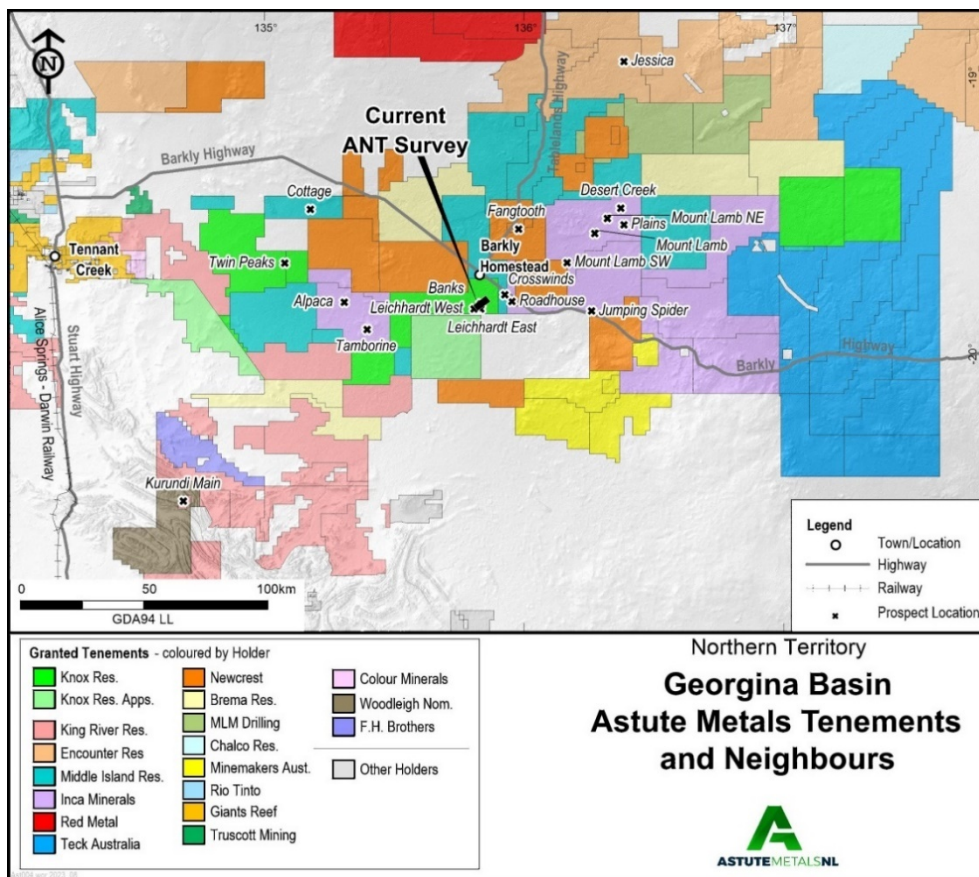 135°
136°
137°
-19°
N
Jessica
Current
ANT Survey
Tablelands Highway
Barkly Highway
Cottage
Desert Creek
Fangtooth
Mount Lamb NE
Plains
Mount Lamb
Barkly
Homestead
Mount Lamb SW
Tennant
Creek
Twin Peaks
Banks
Crosswinds
Alpaca
Leichhardt West
Roadhouse
Jumping Spider
Leichhardt East
Tamborine
Barkly
Highway
-20°
Alice Springs - Darwin Railway
Stuart Highway
Kurundi Main
0 50 100km
GDA94 LL
Legend
Town/Location
Highway
Railway
Prospect Location
Granted Tenements - coloured by Holder
Knox Res.
Knox Res. Apps.
King River Res.
Encounter Res
Middle Island Res.
Inca Minerals
Red Metal
Teck Australia
Newcrest
Brema Res.
MLM Drilling
Chalco Res.
Minemakers Aust.
Rio Tinto
Giants Reef
Truscott Mining
Colour Minerals
Woodleigh Nom.
F.H. Brothers
Other Holders
Northern Territory
Georgina Basin
Astute Metals Tenements
and Neighbours
ASTUTEMETALSNL